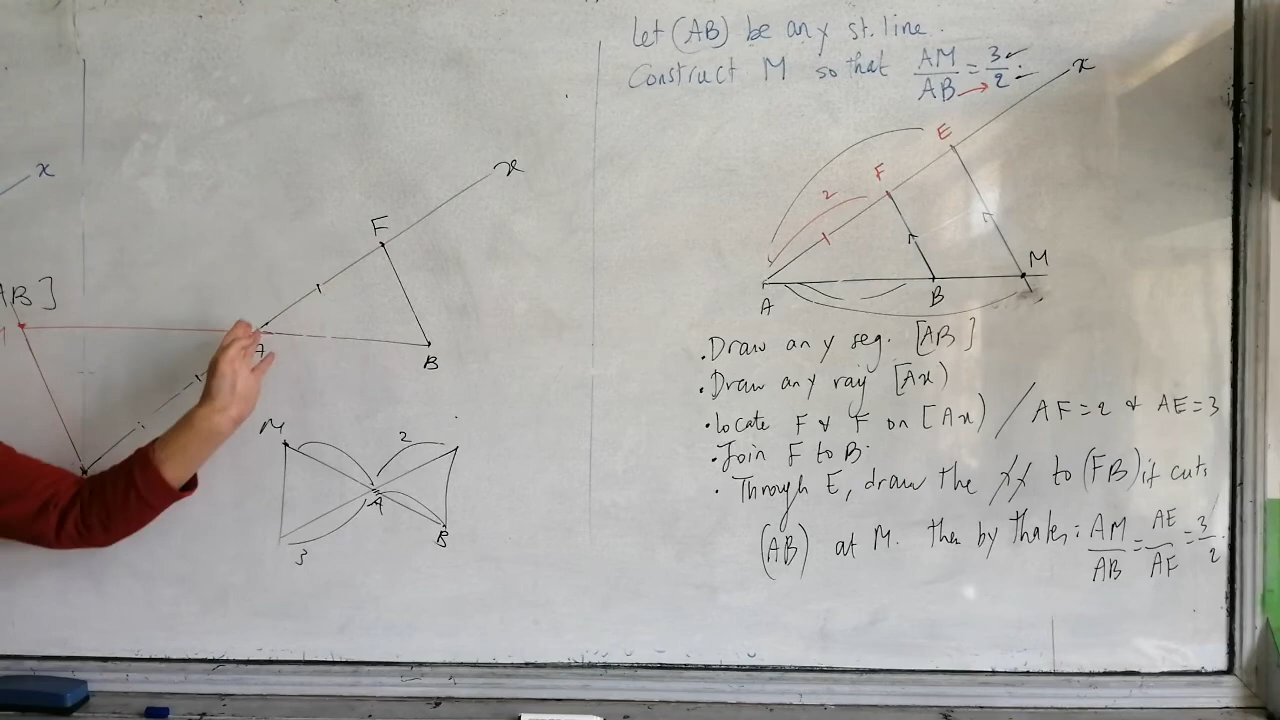 x
AB]
x
F
A
B
M
2
A
B
3
Let (AB) be any st. line.
Construct M so that AM/AB = 3/2.
x
E
F
2
1
A
B
M
. Draw any seg. [AB]
. Draw any ray [Ax)
. locate F & F on [Ax) / AF = 2 & AE = 3
. Join F to B.
. Through E, draw the // to (FB) it cuts
(AB) at M. then by thales: AM/AB = AE/AF = 3/2.